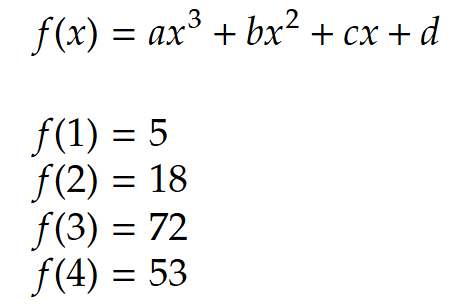 f(x) = ax³ + bx² + cx + d
f(1) = 5
f(2) = 18
f(3) = 72
f(4) = 53